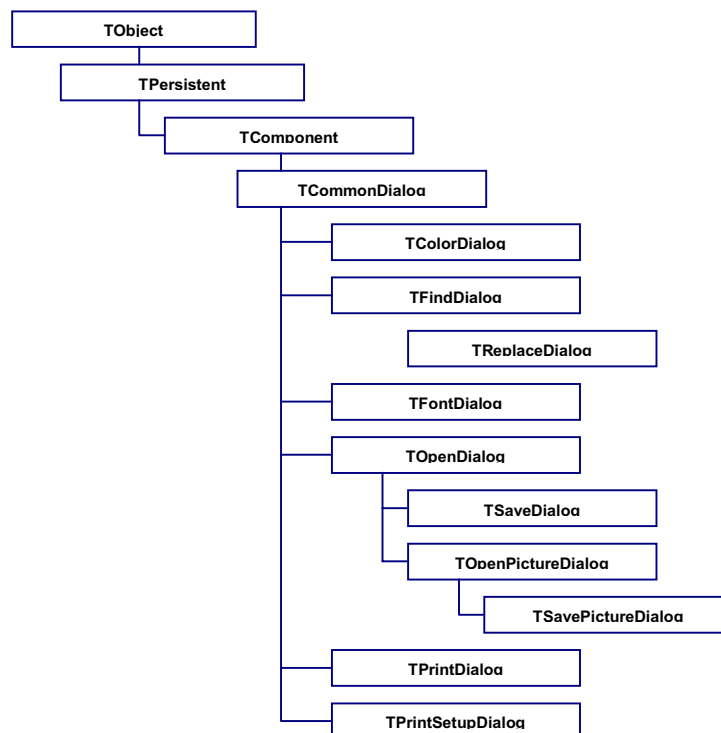 TObject
TPersistent
TComponent
TCommonDialog
TColorDialog
TFindDialog
TReplaceDialog
TFontDialog
TOpenDialog
TSaveDialog
TOpenPictureDialog
TSavePictureDialog
TPrintDialog
TPrintSetupDialog